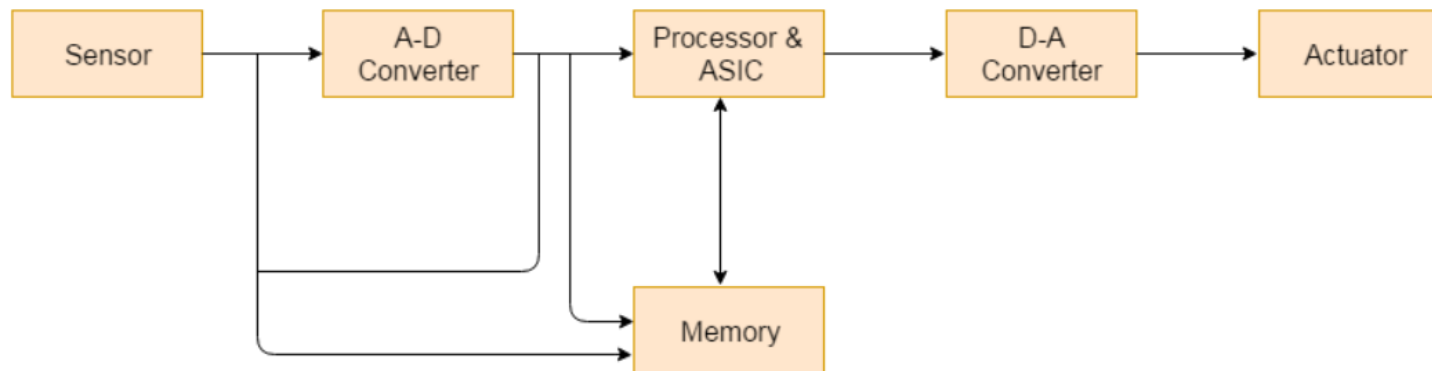 Sensor
A-D
Converter
Processor &
ASIC
D-A
Converter
Actuator
Memory